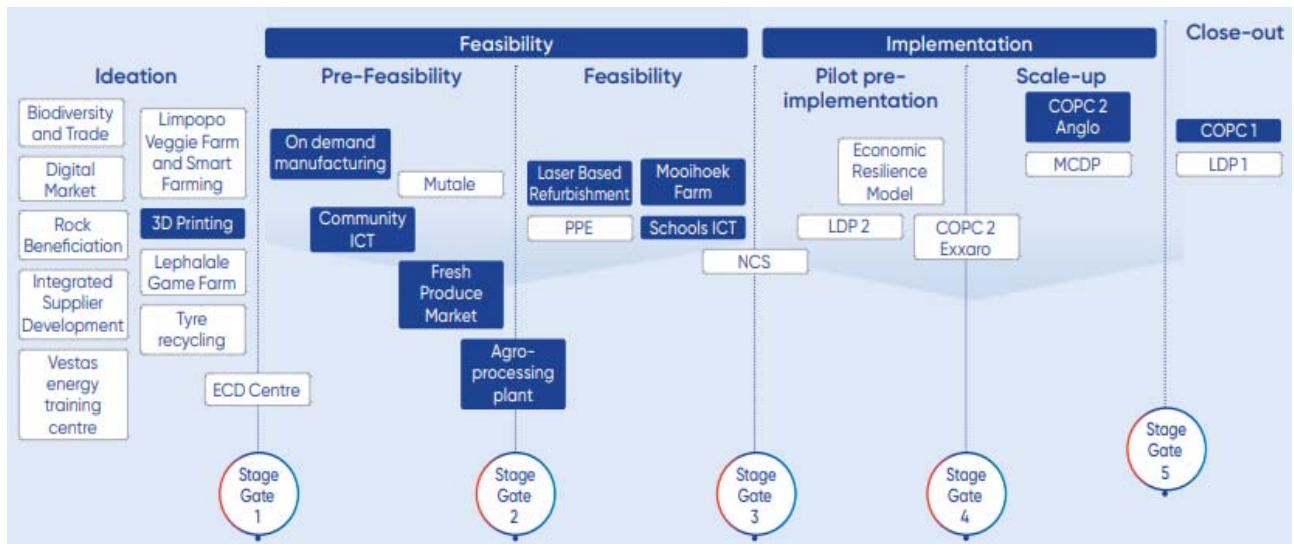 Feasibility
Implementation
Close-out
Ideation
Pre-Feasibility
Feasibility
Pilot pre-
implementation
Scale-up
Biodiversity
and Trade
Digital
Market
Rock
Beneficiation
Integrated
Supplier
Development
Vestas
energy
training
centre
Limpopo
Veggie Farm
and Smart
Farming
3D Printing
Lephalale
Game Farm
Tyre
recycling
ECD Centre
On demand
manufacturing
Mutale
Community
ICT
Fresh
Produce
Market
Agro-
processing
plant
Laser Based
Refurbishment
PPE
Mooihoek
Farm
Schools ICT
NCS
Economic
Resilience
Model
LDP 2
COPC 2
Exxaro
COPC 2
Anglo
MCDP
COPC 1
LDP 1
Stage
Gate
1
Stage
Gate
2
Stage
Gate
3
Stage
Gate
4
Stage
Gate
5